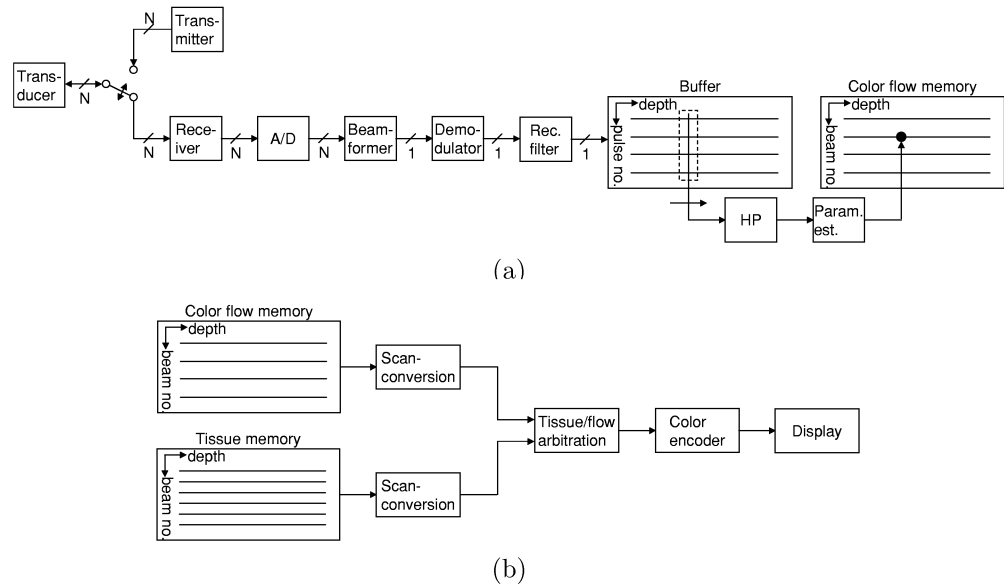 N
Trans-
mitter
Trans-
ducer
N
Buffer
Color flow memory
depth
pulse no.
depth
beam no.
N
Rece-
iver
N
A/D
N
Beam-
former
1
Demo-
dulator
1
Rec.
filter
1
HP
Param.
est.
(a)
Color flow memory
depth
beam no.
Scan-
conversion
Tissue/flow
arbitration
Color
encoder
Display
Tissue memory
depth
beam no.
Scan-
conversion
(b)